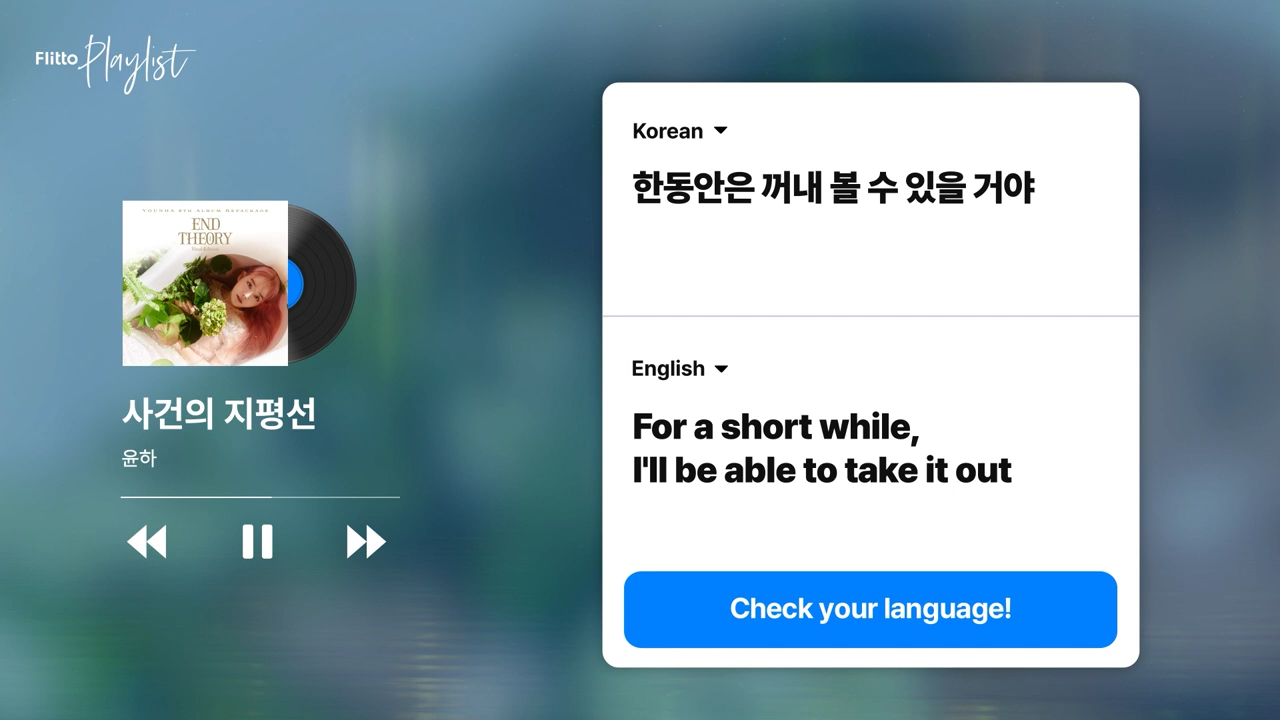 Flitto Playlist
YOUNHA 6TH ALBUM REPACKAGE
END
THEORY
사건의 지평선
윤하
Korean
한동안은 꺼내 볼 수 있을 거야
English
For a short while,
I'll be able to take it out
Check your language!